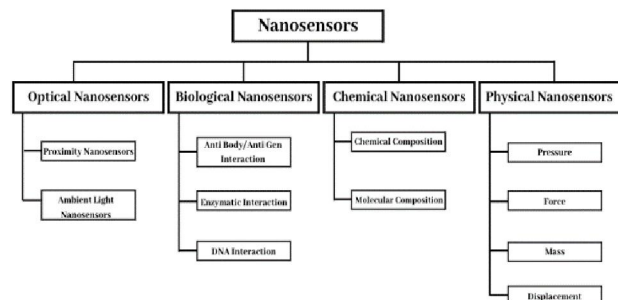 Nanosensors
Optical Nanosensors
Biological Nanosensors
Chemical Nanosensors
Physical Nanosensors
Proximity Nanosensors
Ambient Light
Nanosensors
Anti Body/Anti Gen
Interaction
Enzymatic Interaction
DNA Interaction
Chemical Composition
Molecular Composition
Pressure
Force
Mass
Displacement